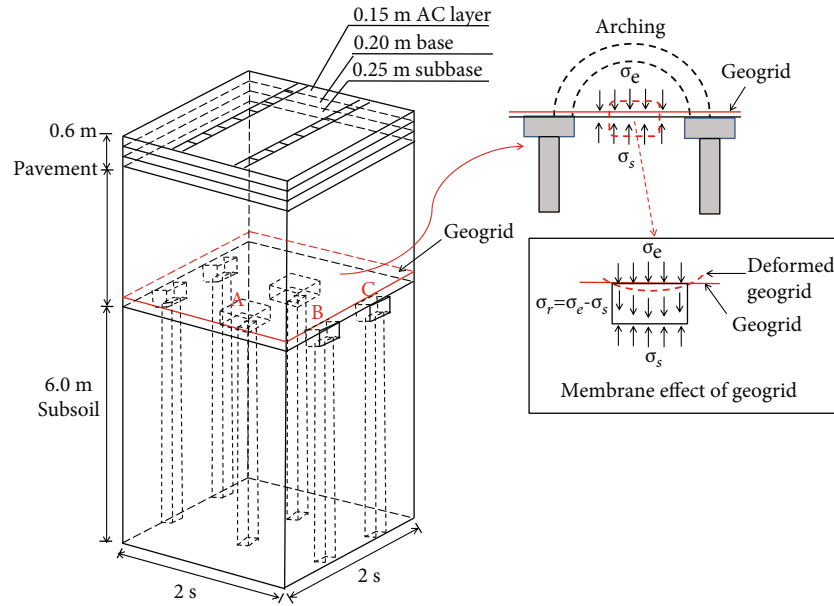 0.15 m AC layer
0.20 m base
0.25 m subbase
0.6 m
Pavement
Geogrid
A
B
C
6.0 m
Subsoil
2 s
2 s
Arching
σe
Geogrid
σs
σe
Deformed
geogrid
Geogrid
σr=σe-σs
σs
Membrane effect of geogrid